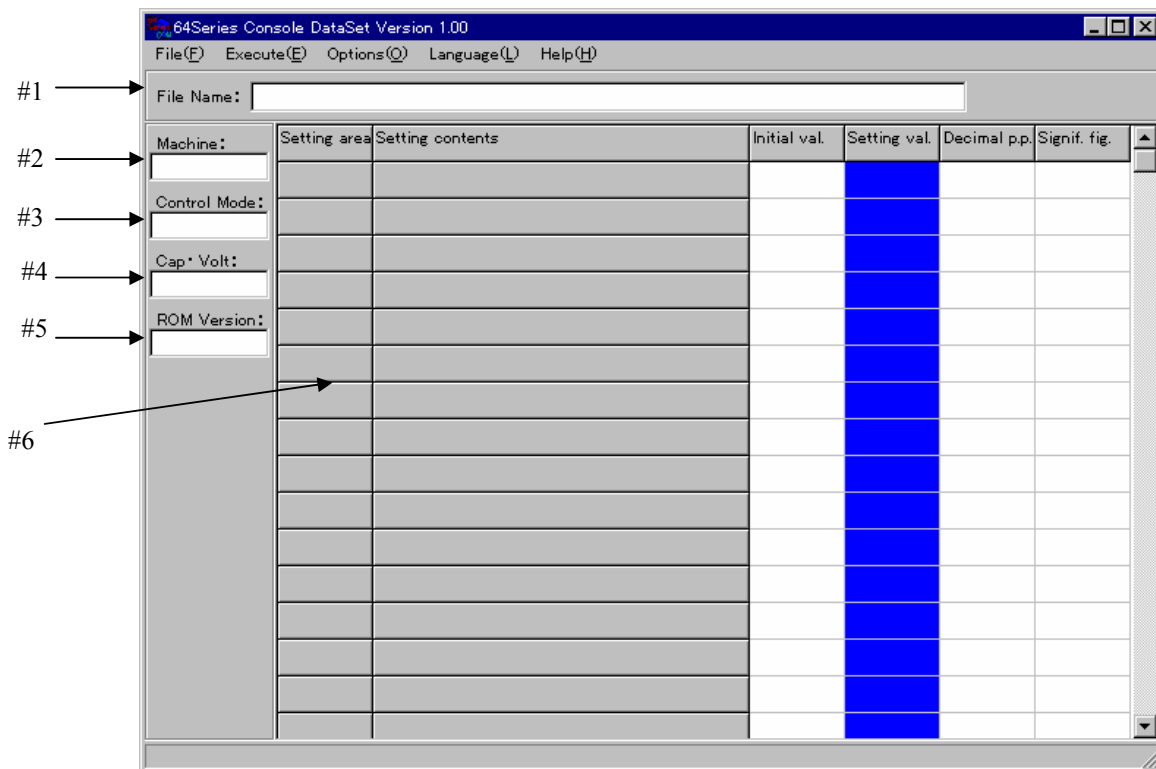 64Series Console DataSet Version 1.00
File(F) Execute(E) Options(O) Language(L) Help(H)
#1
File Name:
Setting area Setting contents Initial val. Setting val. Decimal p.p. Signif. fig.
Machine:
#2
Control Mode:
#3
Cap・Volt:
#4
ROM Version:
#5
#6